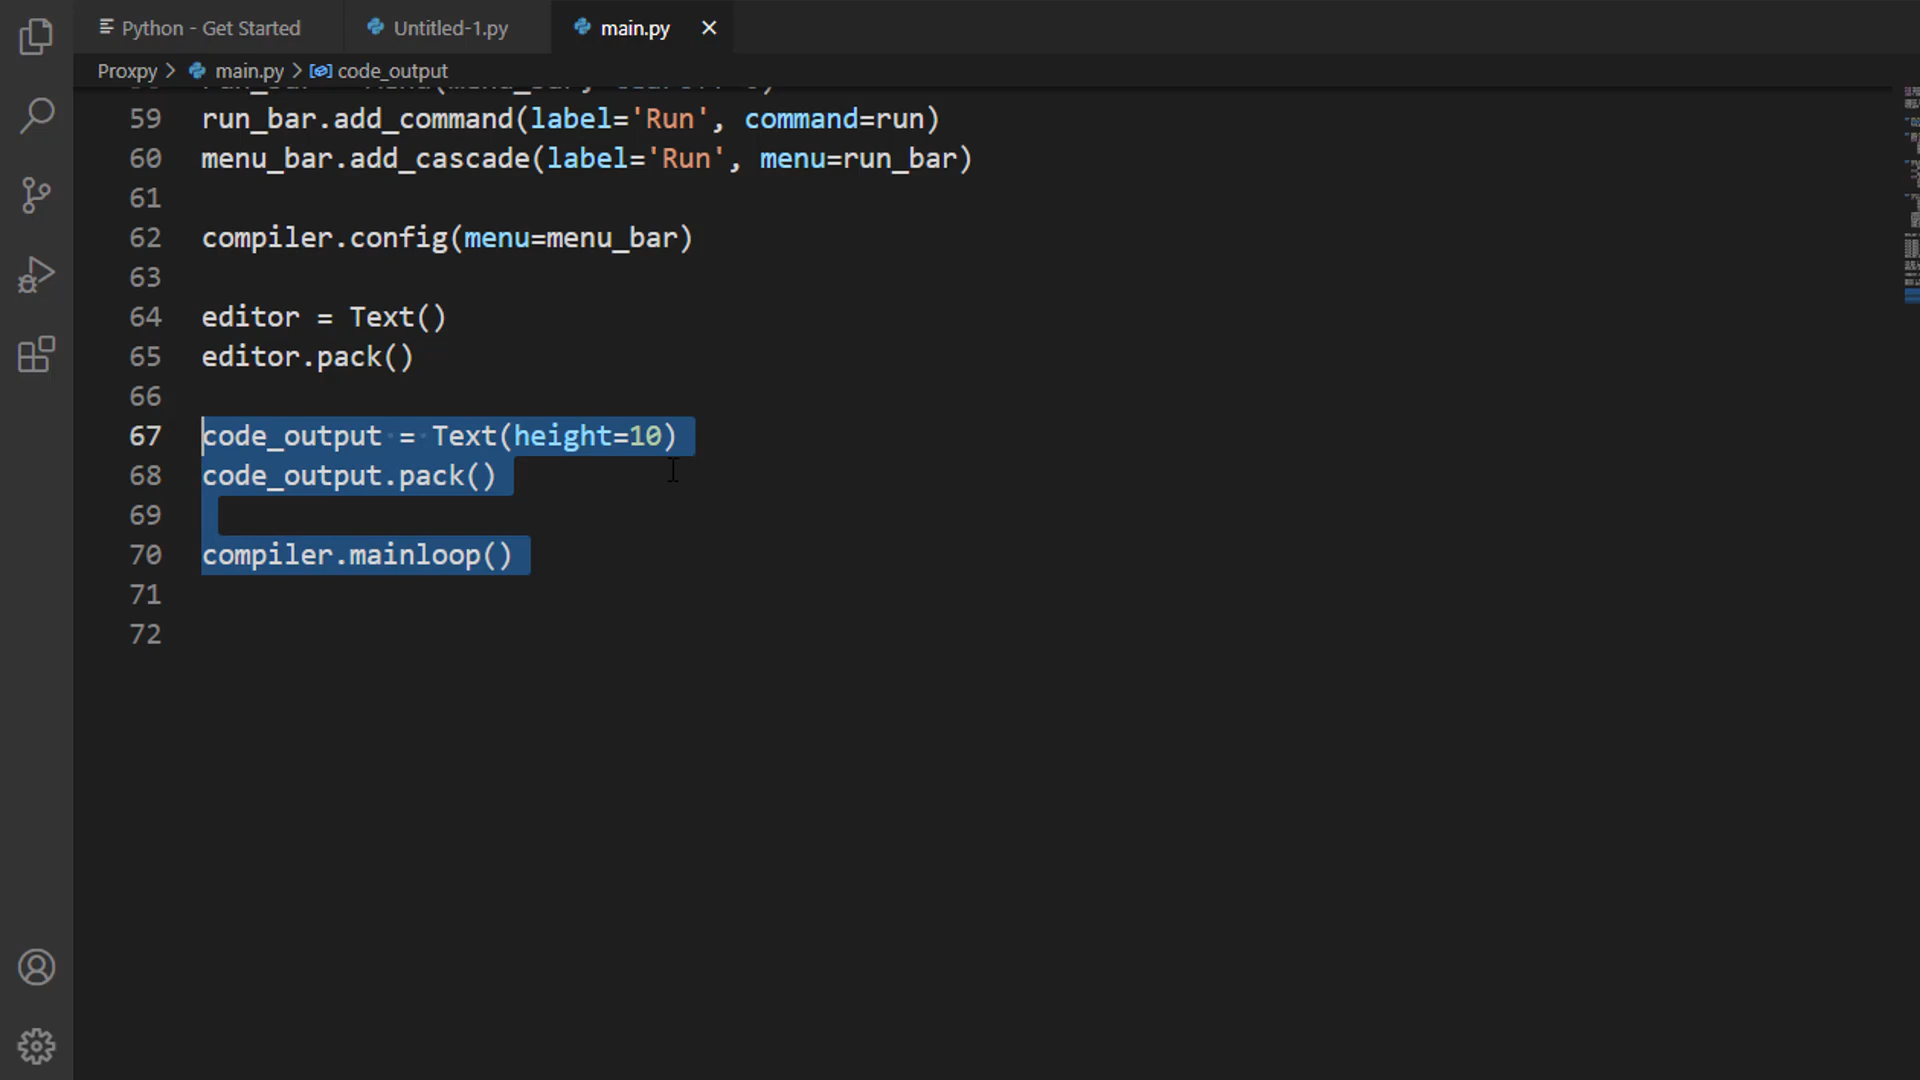 Python - Get Started
Untitled-1.py
main.py
Proxpy > main.py > code_output
59 run_bar.add_command(label='Run', command=run)
60 menu_bar.add_cascade(label='Run', menu=run_bar)
61
62 compiler.config(menu=menu_bar)
63
64 editor = Text()
65 editor.pack()
66
67 code_output = Text(height=10)
68 code_output.pack()
69
70 compiler.mainloop()
71
72